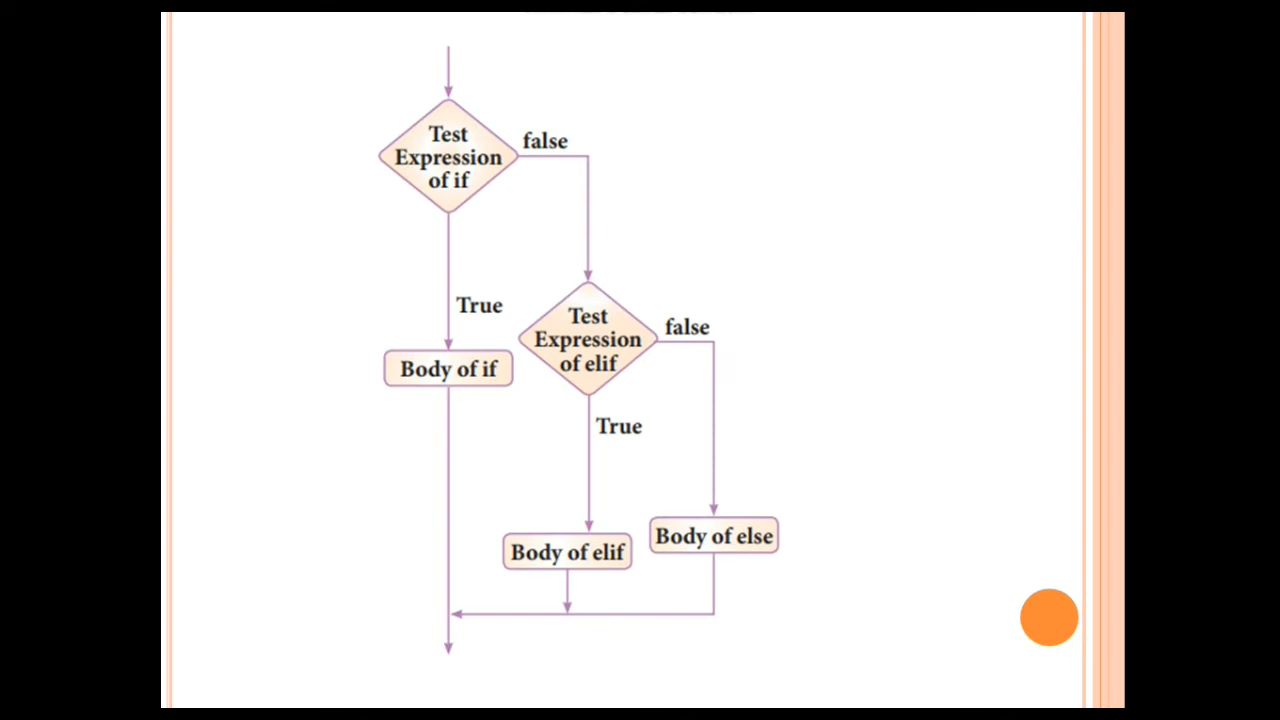 Test
Expression
of if
false
True
Body of if
Test
Expression
of elif
false
True
Body of elif
Body of else